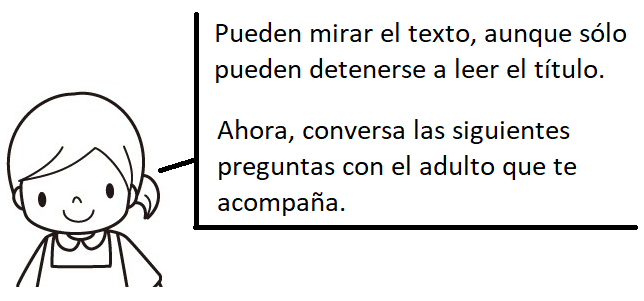 Pueden mirar el texto, aunque sólo
pueden detenerse a leer el título.
Ahora, conversa las siguientes
preguntas con el adulto que te
acompaña.